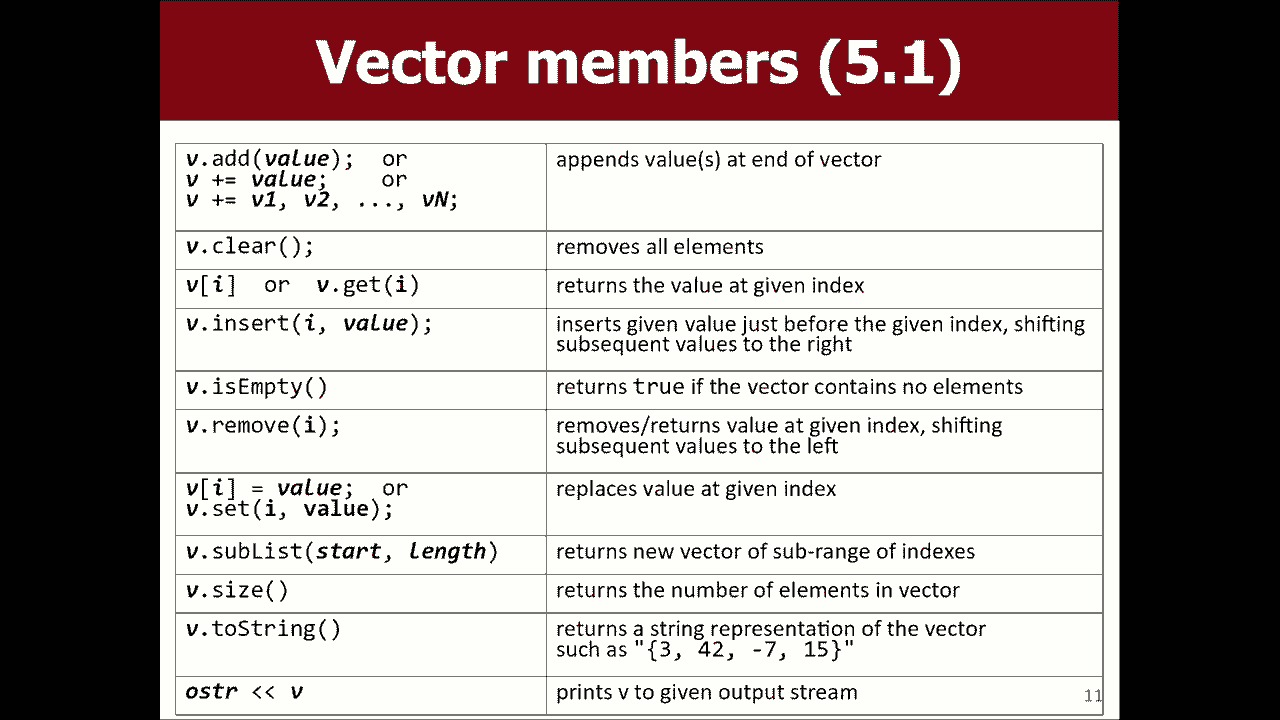 Vector members (5.1)
v.add(value); or
v += value; or
v += v1, v2, ..., vN;
appends value(s) at end of vector
v.clear();
removes all elements
v[i] or v.get(i)
returns the value at given index
v.insert(i, value);
inserts given value just before the given index, shifting
subsequent values to the right
v.isEmpty()
returns true if the vector contains no elements
v.remove(i);
removes/returns value at given index, shifting
subsequent values to the left
v[i] = value; or
v.set(i, value);
replaces value at given index
v.subList(start, length)
returns new vector of sub-range of indexes
v.size()
returns the number of elements in vector
v.toString()
returns a string representation of the vector
such as "{3, 42, -7, 15}"
ostr << v
prints v to given output stream
11